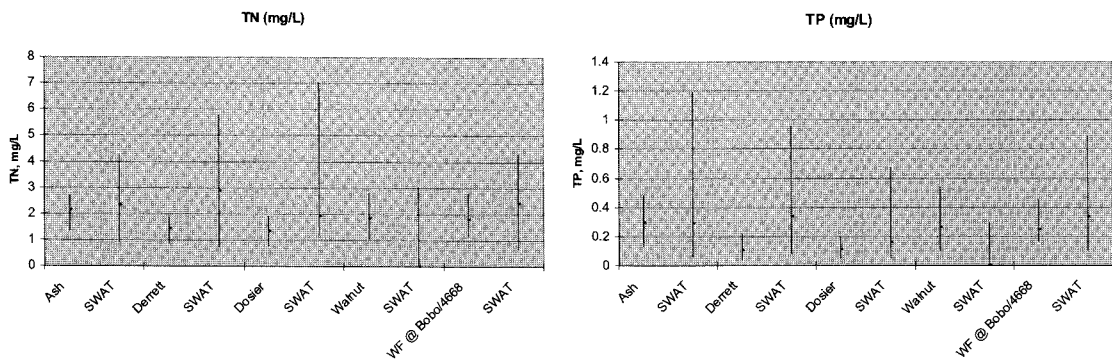 TN (mg/L)
TN, mg/L
8
7
6
5
4
3
2
1
0
Ash
SWAT
Derrett
SWAT
Dosier
SWAT
Walnut
SWAT
WF @ Bobo/4668
SWAT
TP (mg/L)
TP, mg/L
1.4
1.2
1
0.8
0.6
0.4
0.2
0
Ash
SWAT
Derrett
SWAT
Dosier
SWAT
Walnut
SWAT
WF @ Bobo/4668
SWAT